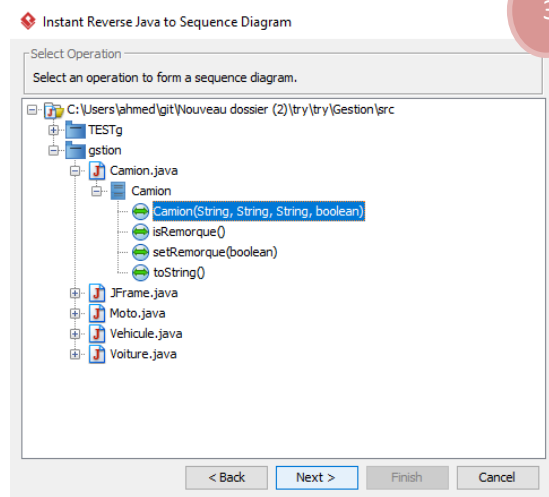 3
Instant Reverse Java to Sequence Diagram
Select Operation
Select an operation to form a sequence diagram.
C:\Users\ahmed\git\Nouveau dossier (2)\try\try\Gestion\src
TESTg
gstion
Camion.java
Camion
Camion(String, String, String, boolean)
isRemorque()
setRemorque(boolean)
toString()
JFrame.java
Moto.java
Vehicule.java
Voiture.java
< Back Next > Finish Cancel